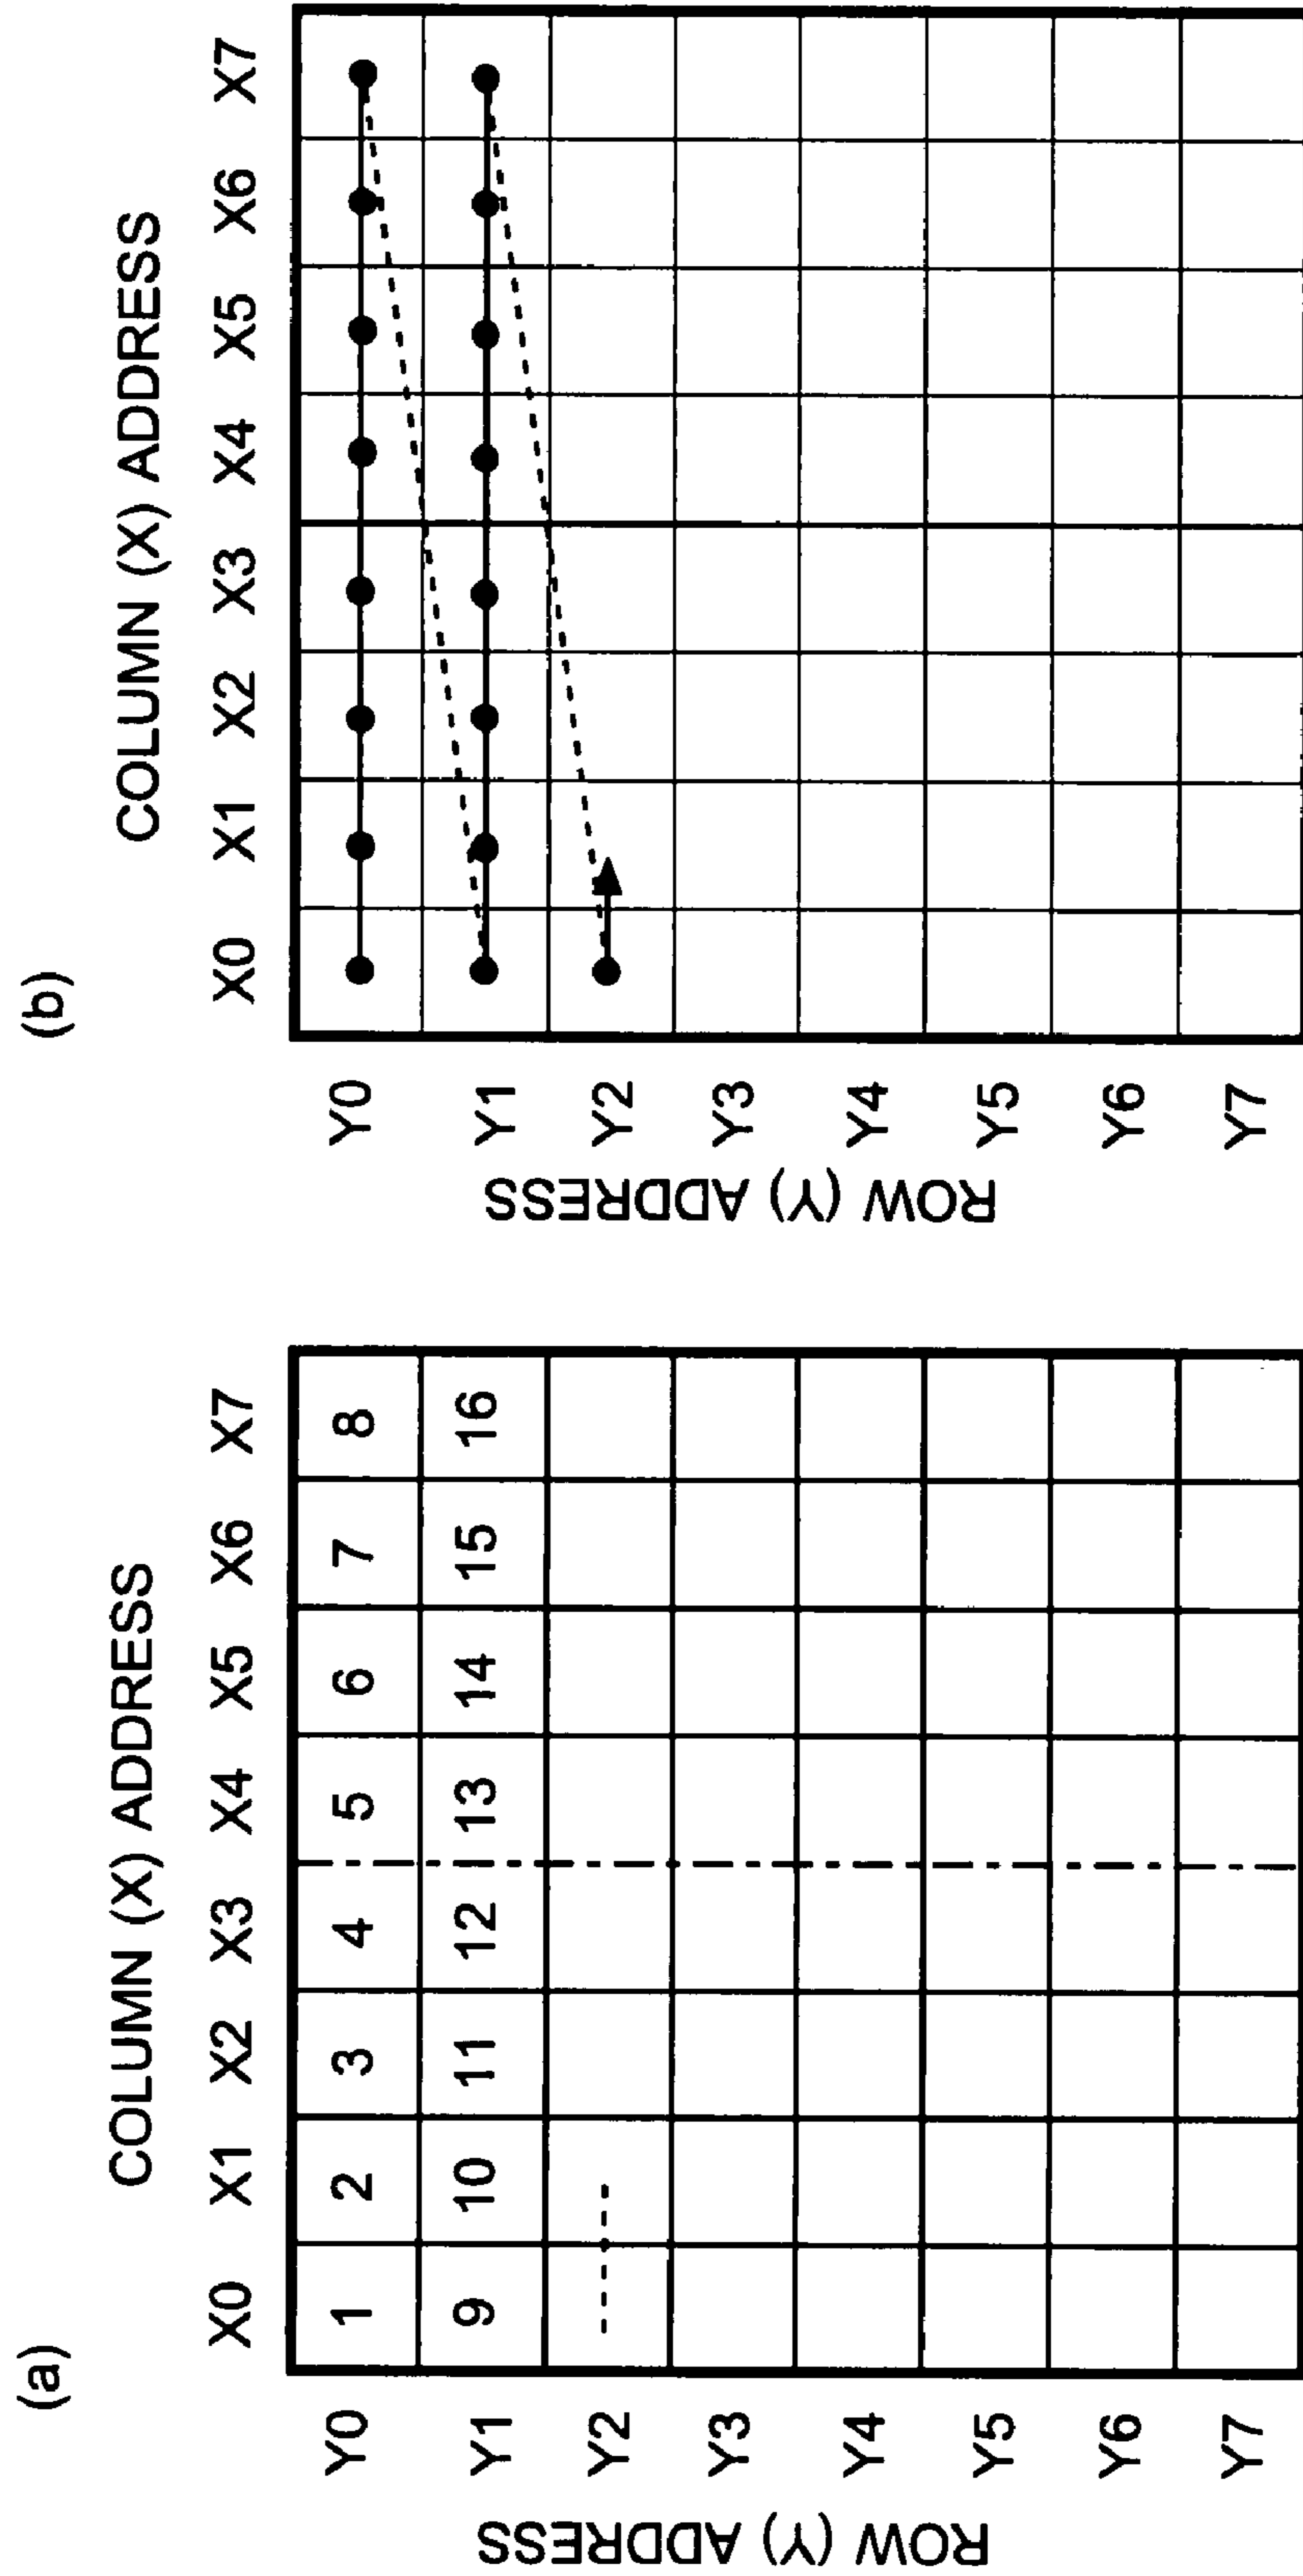 (a)
COLUMN (X) ADDRESS
X0 X1 X2 X3 X4 X5 X6 X7
ROW (Y) ADDRESS
Y0 1 2 3 4 5 6 7 8
Y1 9 10 11 12 13 14 15 16
Y2
Y3
Y4
Y5
Y6
Y7
(b)
COLUMN (X) ADDRESS
X0 X1 X2 X3 X4 X5 X6 X7
ROW (Y) ADDRESS
Y0
Y1
Y2
Y3
Y4
Y5
Y6
Y7